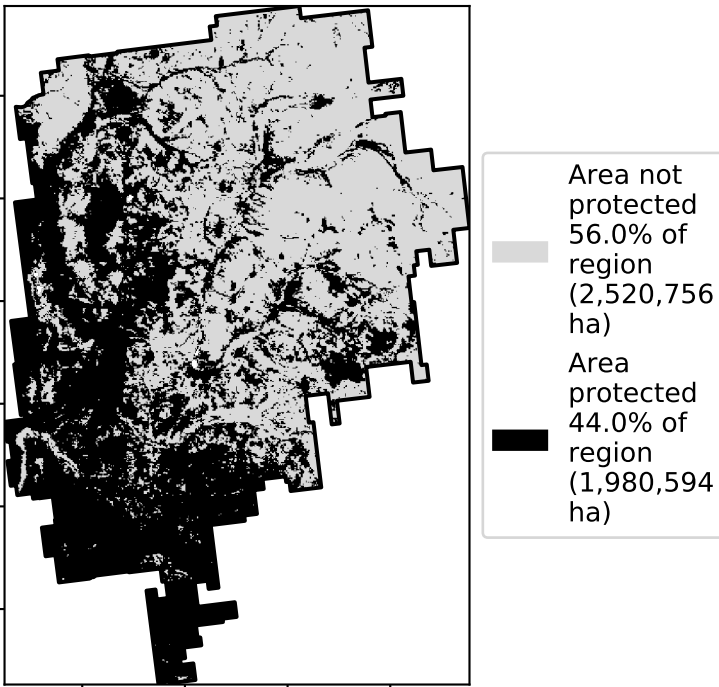 Area not
protected
56.0% of
region
(2,520,756
ha)
Area
protected
44.0% of
region
(1,980,594
ha)